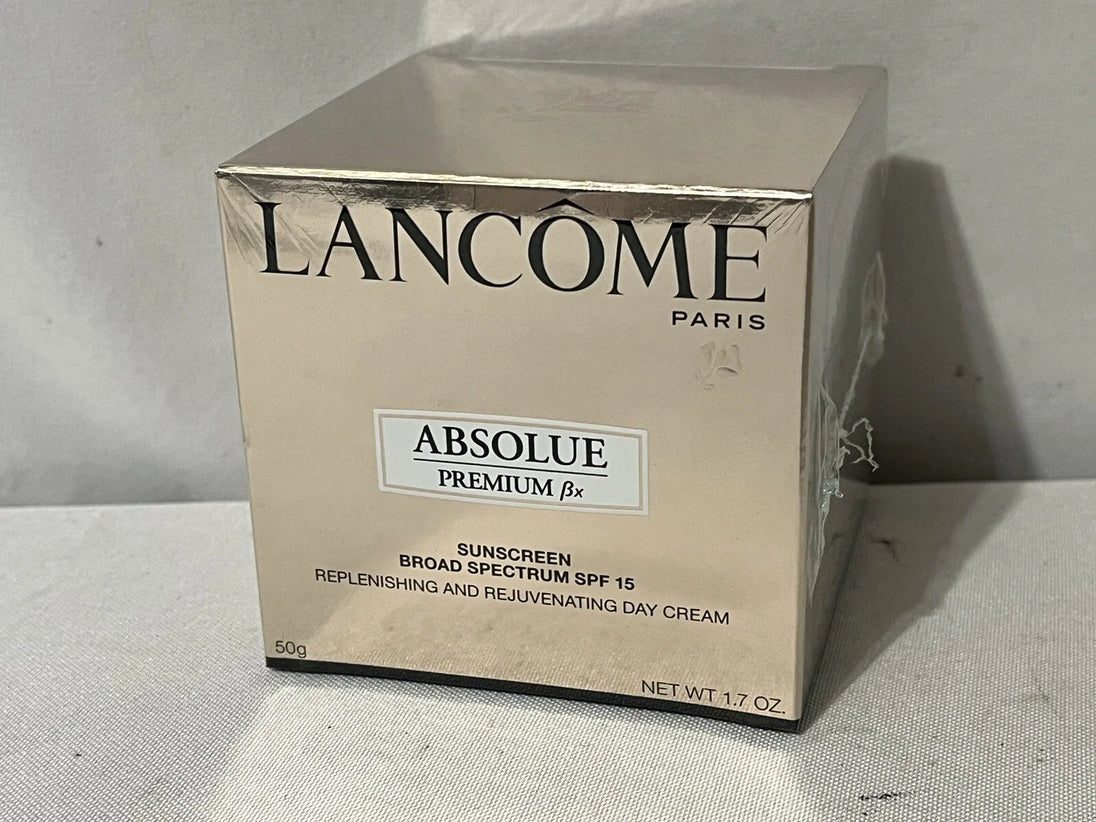 LANCÔME
PARIS
ABSOLUE
PREMIUM βx
SUNSCREEN
BROAD SPECTRUM SPF 15
REPLENISHING AND REJUVENATING DAY CREAM
50g
NET WT 1.7 OZ.